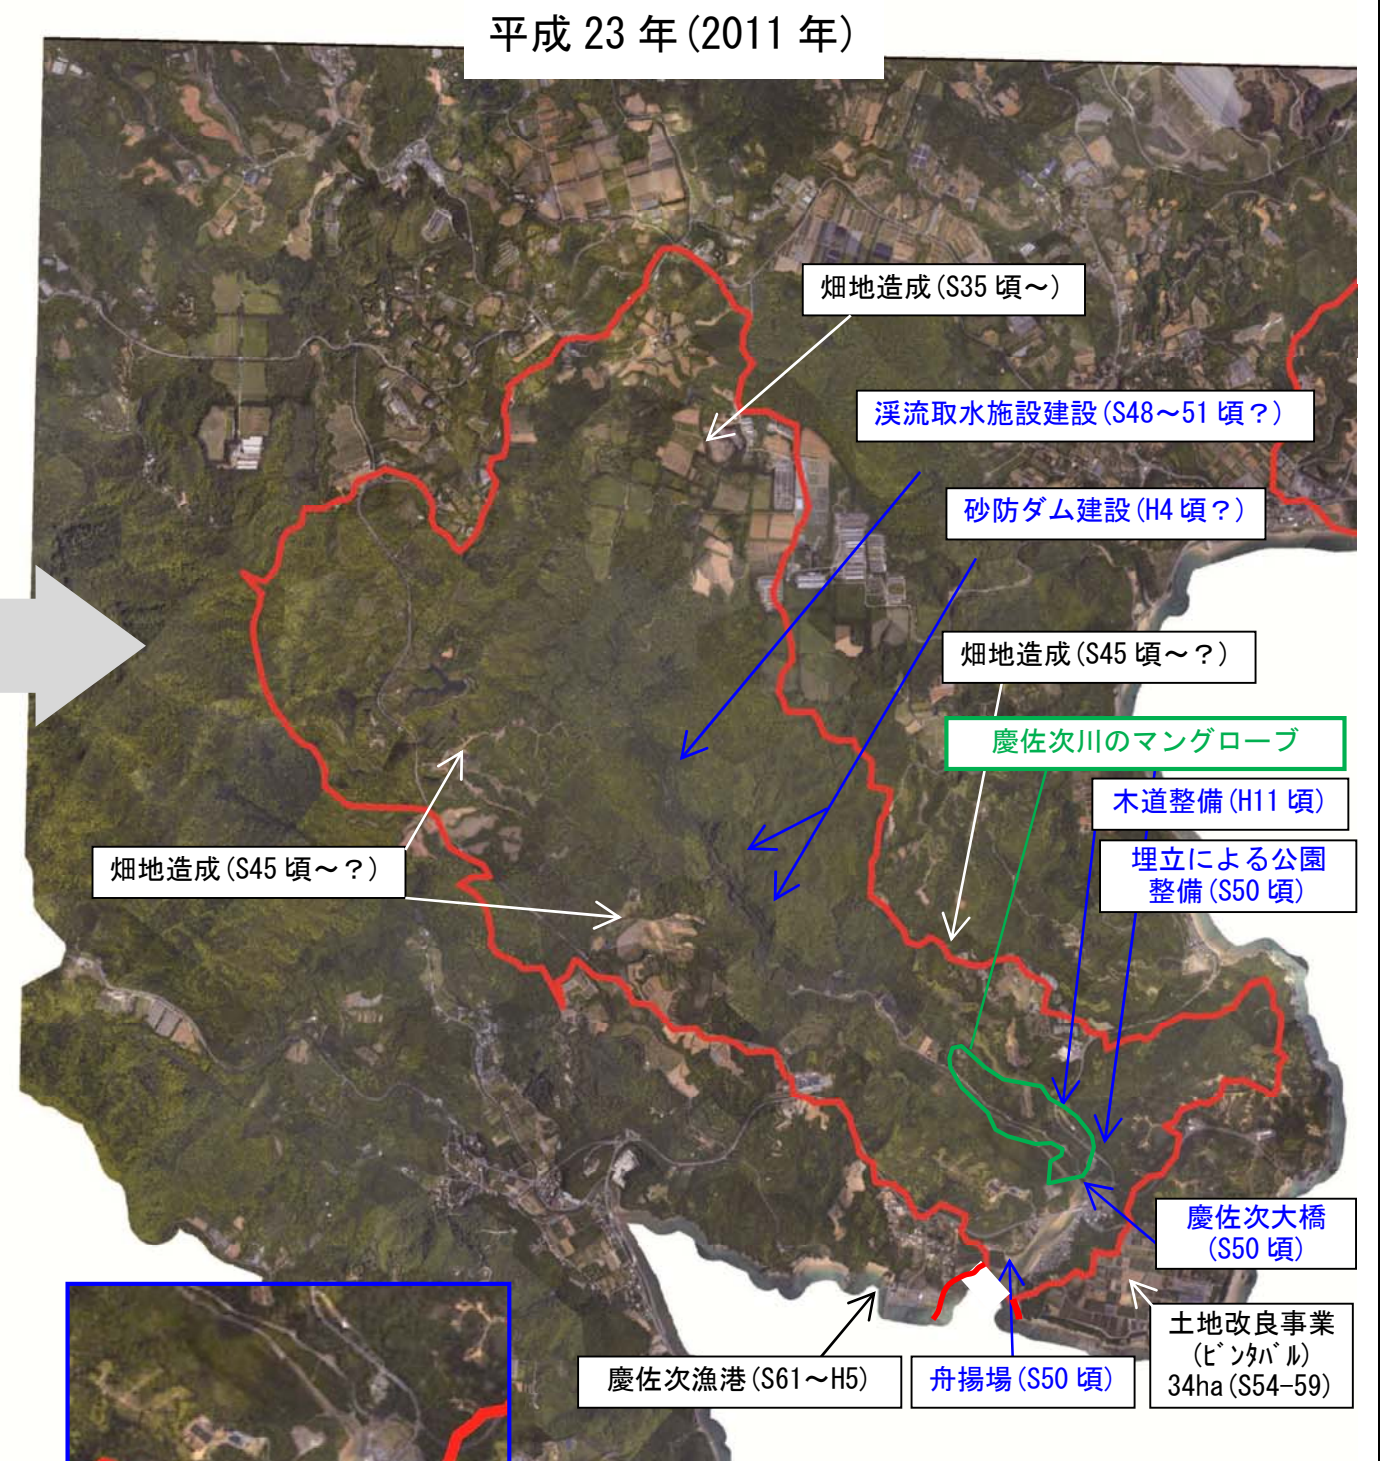 平成 23 年(2011 年)
畑地造成(S35 頃～)
渓流取水施設建設(S48～51 頃？)
砂防ダム建設(H4 頃？)
畑地造成(S45 頃～？)
慶佐次川のマングローブ
木道整備(H11 頃)
埋立による公園
整備(S50 頃)
畑地造成(S45 頃～？)
慶佐次大橋
(S50 頃)
土地改良事業
(ﾋﾞﾝﾀﾊﾞﾙ)
34ha(S54-59)
慶佐次漁港(S61～H5)
舟揚場(S50 頃)